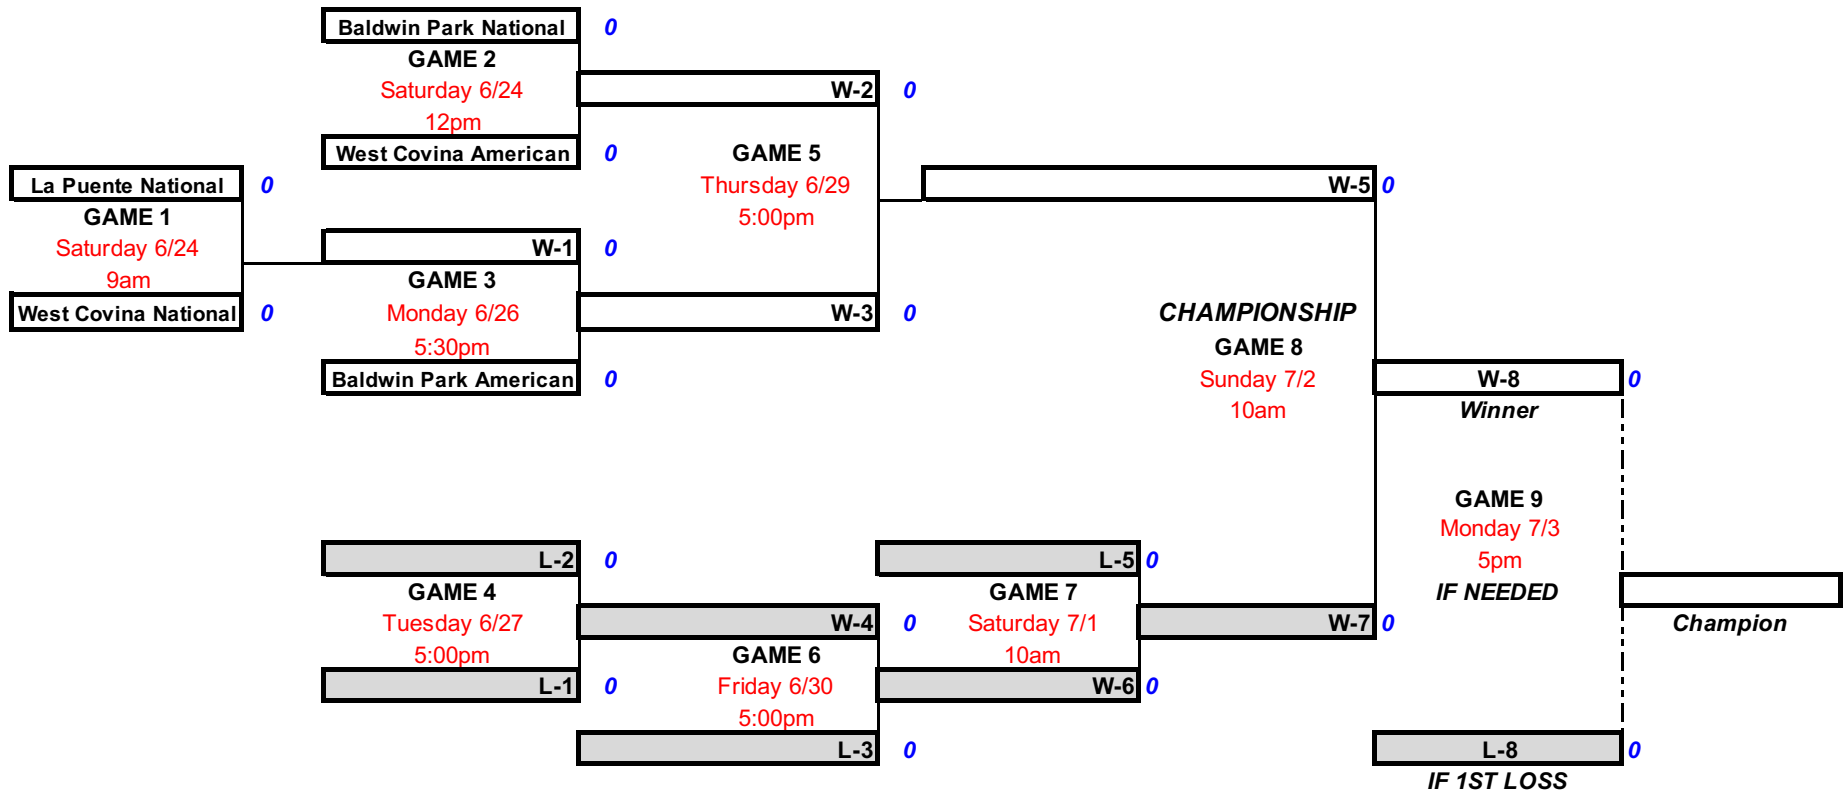 Baldwin Park National 0
GAME 2
Saturday 6/24
12pm
W-2 0
West Covina American 0
La Puente National 0
GAME 1
Saturday 6/24
9am
West Covina National 0
GAME 5
Thursday 6/29
5:00pm
W-5 0
W-1 0
GAME 3
Monday 6/26
5:30pm
W-3 0
Baldwin Park American 0
CHAMPIONSHIP
GAME 8
Sunday 7/2
10am
W-8 0
Winner
GAME 9
Monday 7/3
5pm
IF NEEDED
Champion
L-2 0
GAME 4
Tuesday 6/27
5:00pm
L-1 0
W-4 0
GAME 6
Friday 6/30
5:00pm
L-3 0
L-5 0
GAME 7
Saturday 7/1
10am
W-6 0
W-7 0
L-8 0
IF 1ST LOSS